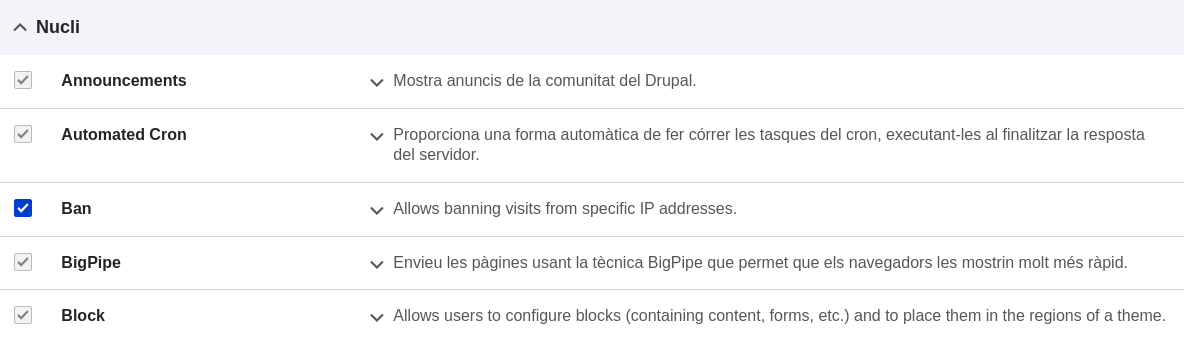 Nucli
Announcements
Mostra anuncis de la comunitat del Drupal.
Automated Cron
Proporciona una forma automàtica de fer córrer les tasques del cron, executant-les al finalitzar la resposta
del servidor.
Ban
Allows banning visits from specific IP addresses.
BigPipe
Envieu les pàgines usant la tècnica BigPipe que permet que els navegadors les mostrin molt més ràpid.
Block
Allows users to configure blocks (containing content, forms, etc.) and to place them in the regions of a theme.